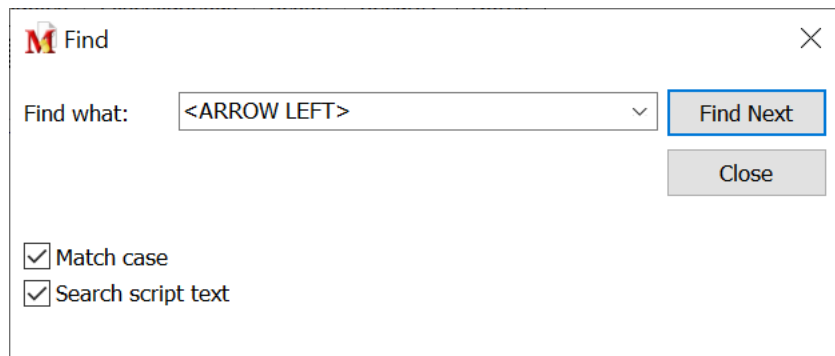 Find
Find what: <ARROW LEFT> Find Next
Close
Match case
Search script text